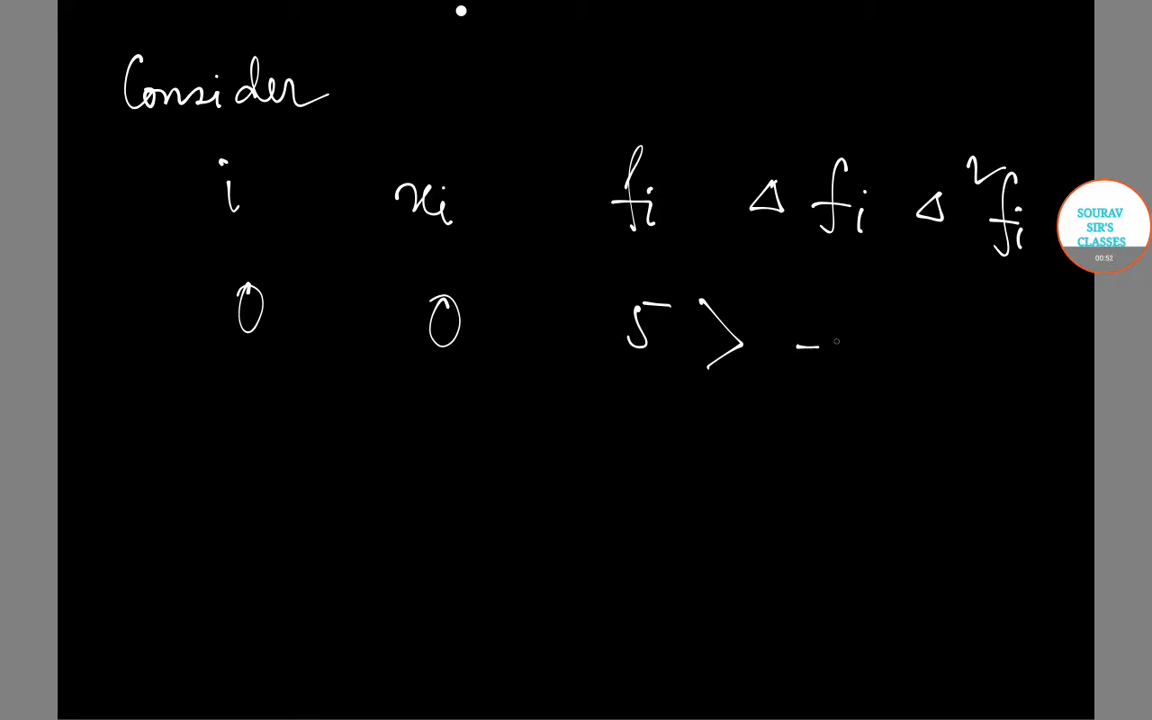 Consider
i xi fi Δfi Δ²fi
0 0 5 > -
SOURAV
SIR'S
CLASSES
00:52